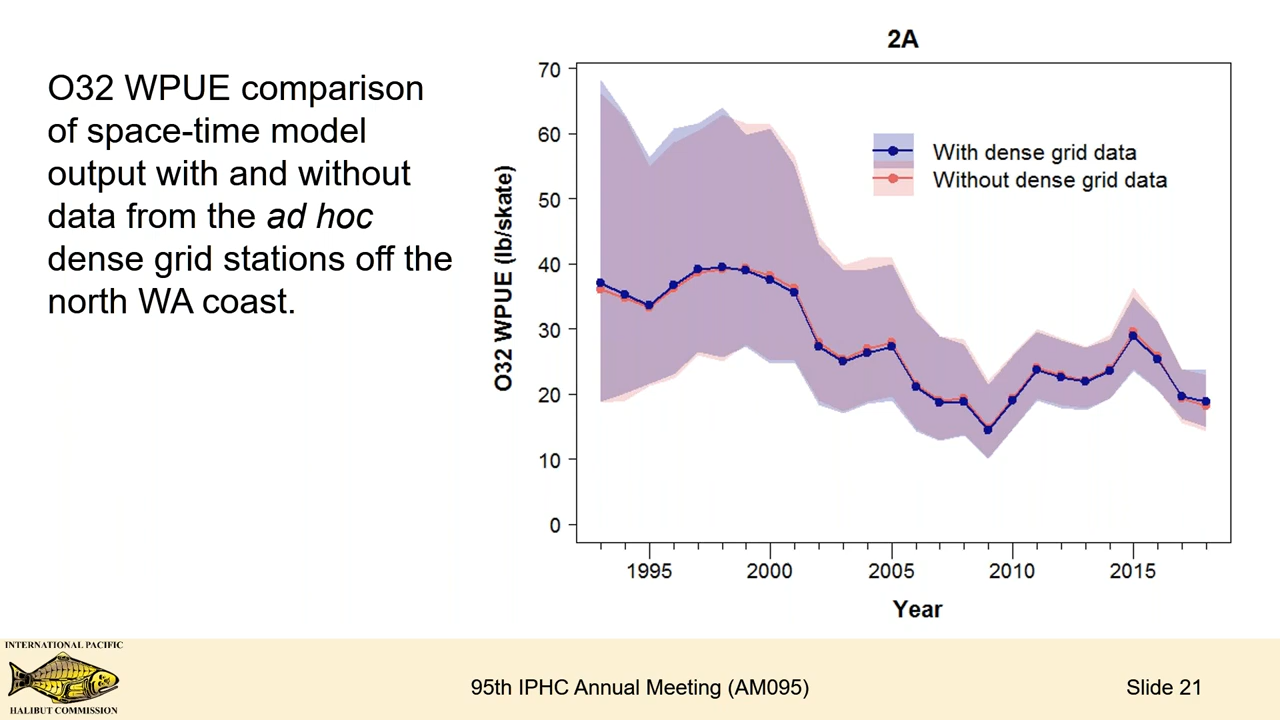 2A
O32 WPUE comparison
of space-time model
output with and without
data from the ad hoc
dense grid stations off the
north WA coast.
O32 WPUE (lb/skate)
70
60
50
40
30
20
10
0
With dense grid data
Without dense grid data
1995 2000 2005 2010 2015
Year
INTERNATIONAL PACIFIC
HALIBUT COMMISSION
95th IPHC Annual Meeting (AM095)
Slide 21